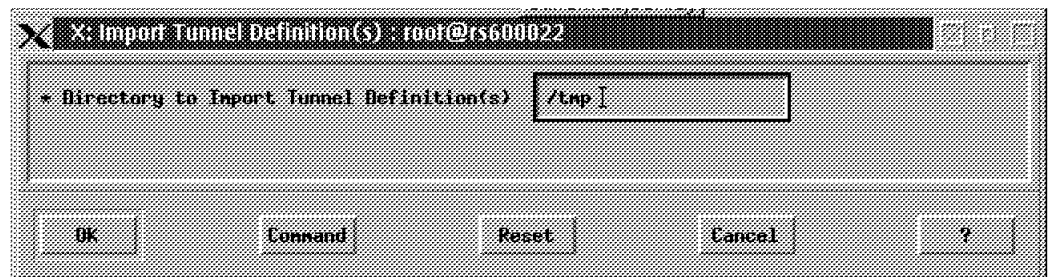 X: Import Tunnel Definition(s) : root@rs600022
* Directory to Import Tunnel Definition(s) /tmp
OK Command Reset Cancel ?